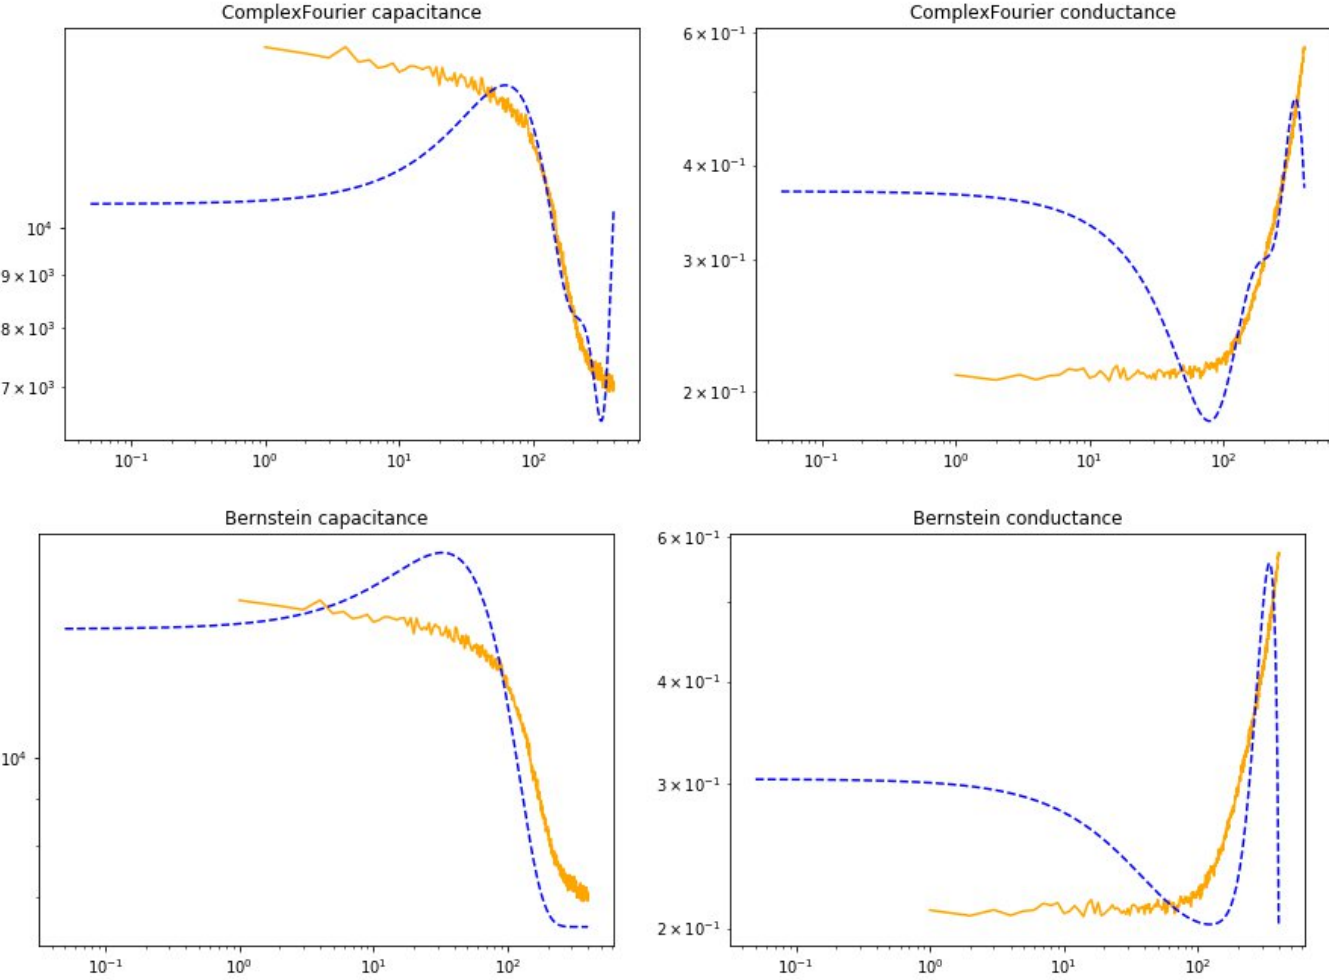 ComplexFourier capacitance
10⁴
9 × 10³
8 × 10³
7 × 10³
10⁻¹ 10⁰ 10¹ 10²
ComplexFourier conductance
6 × 10⁻¹
4 × 10⁻¹
3 × 10⁻¹
2 × 10⁻¹
10⁻¹ 10⁰ 10¹ 10²
Bernstein capacitance
10⁴
10⁻¹ 10⁰ 10¹ 10²
Bernstein conductance
6 × 10⁻¹
4 × 10⁻¹
3 × 10⁻¹
2 × 10⁻¹
10⁻¹ 10⁰ 10¹ 10²